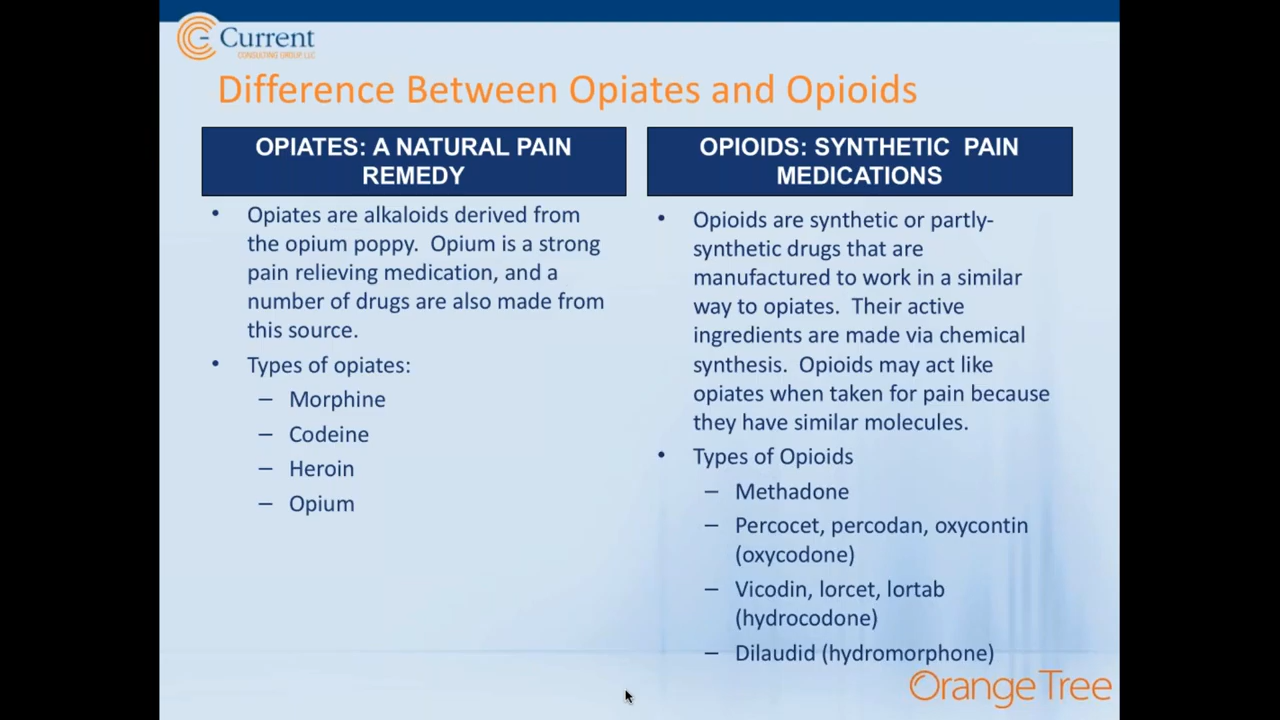 Current
CONSULTING GROUP, LLC
Difference Between Opiates and Opioids
OPIATES: A NATURAL PAIN
REMEDY
• Opiates are alkaloids derived from
the opium poppy. Opium is a strong
pain relieving medication, and a
number of drugs are also made from
this source.
• Types of opiates:
– Morphine
– Codeine
– Heroin
– Opium
OPIOIDS: SYNTHETIC PAIN
MEDICATIONS
• Opioids are synthetic or partly-
synthetic drugs that are
manufactured to work in a similar
way to opiates. Their active
ingredients are made via chemical
synthesis. Opioids may act like
opiates when taken for pain because
they have similar molecules.
• Types of Opioids
– Methadone
– Percocet, percodan, oxycontin
(oxycodone)
– Vicodin, lorcet, lortab
(hydrocodone)
– Dilaudid (hydromorphone)
OrangeTree